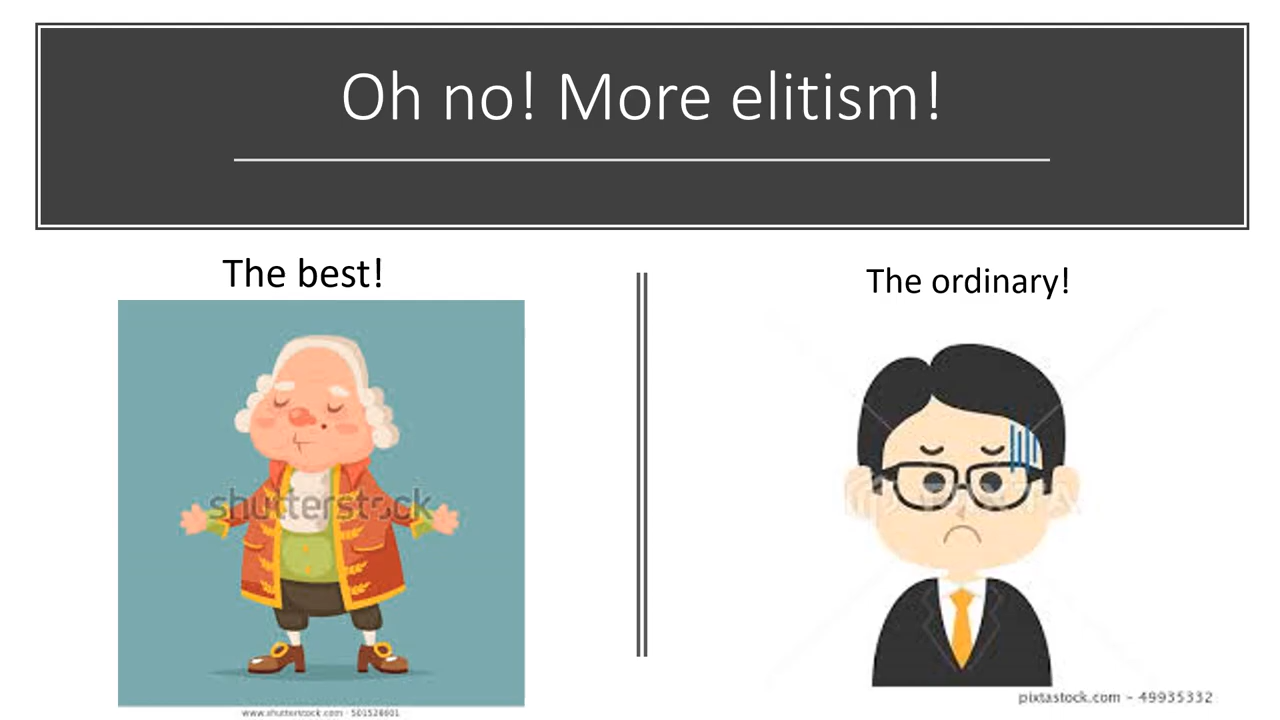 Oh no! More elitism!
The best!
The ordinary!
shutterstock
pixtastock.com - 49935332
www.shutterstock.com · 501528601